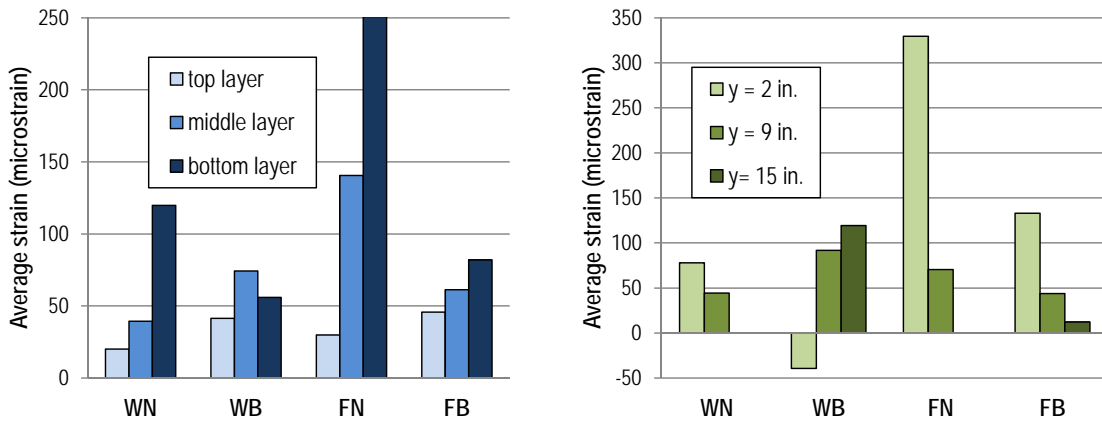 Average strain (microstrain)
250
200
150
100
50
0
top layer
middle layer
bottom layer
WN WB FN FB
Average strain (microstrain)
350
300
250
200
150
100
50
0
-50
y = 2 in.
y = 9 in.
y= 15 in.
WN WB FN FB